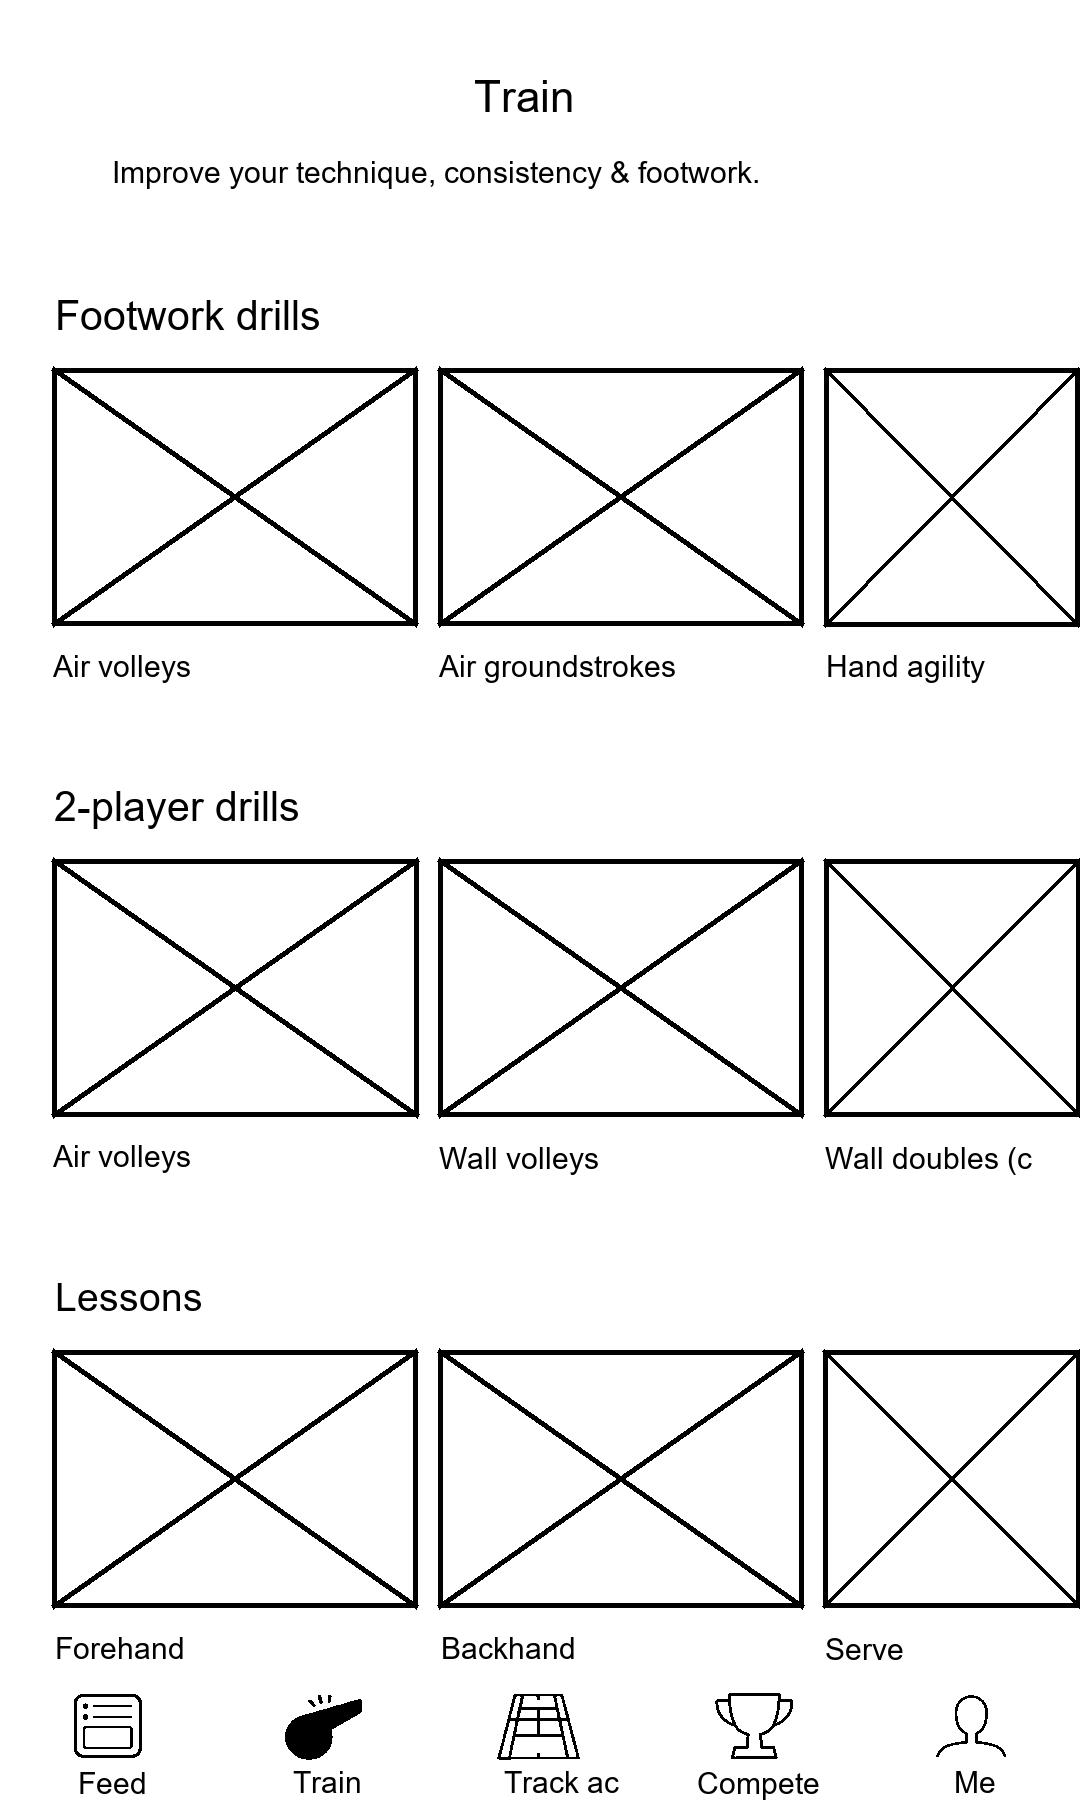 Train
Improve your technique, consistency & footwork.
Footwork drills
Air volleys
Air groundstrokes
Hand agility
2-player drills
Air volleys
Wall volleys
Wall doubles (c
Lessons
Forehand
Backhand
Serve
Feed
Train
Track ac
Compete
Me